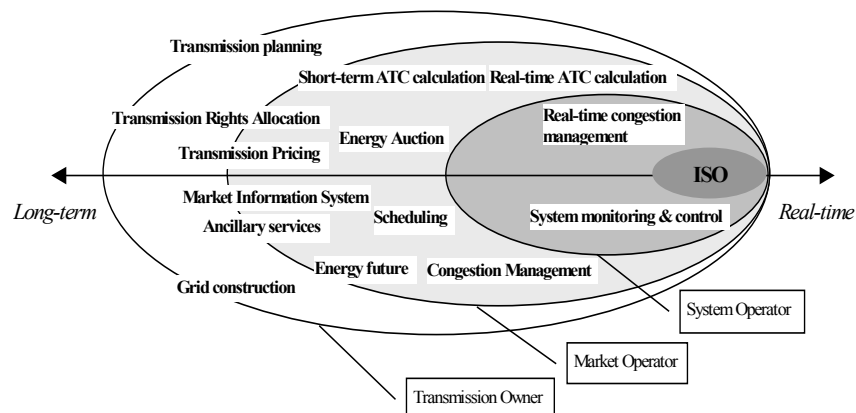 Transmission planning
Short-term ATC calculation
Real-time ATC calculation
Transmission Rights Allocation
Real-time congestion
management
Energy Auction
Transmission Pricing
ISO
Long-term
Market Information System
Real-time
Ancillary services
Scheduling
System monitoring & control
Energy future
Congestion Management
Grid construction
System Operator
Market Operator
Transmission Owner